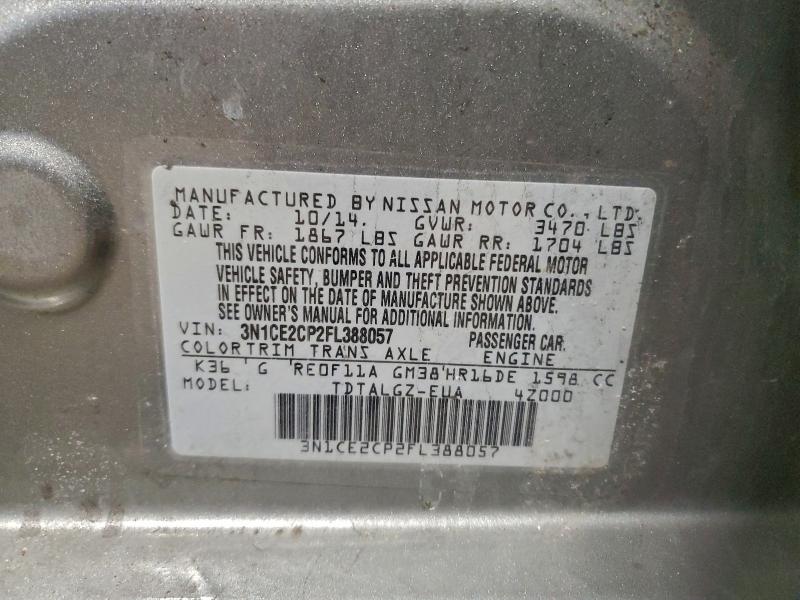 MANUFACTURED BY NISSAN MOTOR CO., LTD.
DATE: 10/14. GVWR: 3470 LBS
GAWR FR: 1867 LBS GAWR RR: 1704 LBS
THIS VEHICLE CONFORMS TO ALL APPLICABLE FEDERAL MOTOR
VEHICLE SAFETY, BUMPER AND THEFT PREVENTION STANDARDS
IN EFFECT ON THE DATE OF MANUFACTURE SHOWN ABOVE.
SEE OWNER'S MANUAL FOR ADDITIONAL INFORMATION.
VIN: 3N1CE2CP2FL388057 PASSENGER CAR.
COLORTRIM TRANS AXLE ENGINE
K36 ' G 'RE0F11A GM38'HR16DE 1598 CC
MODEL: TDTALGZ-EUA 4Z000
3N1CE2CP2FL388057